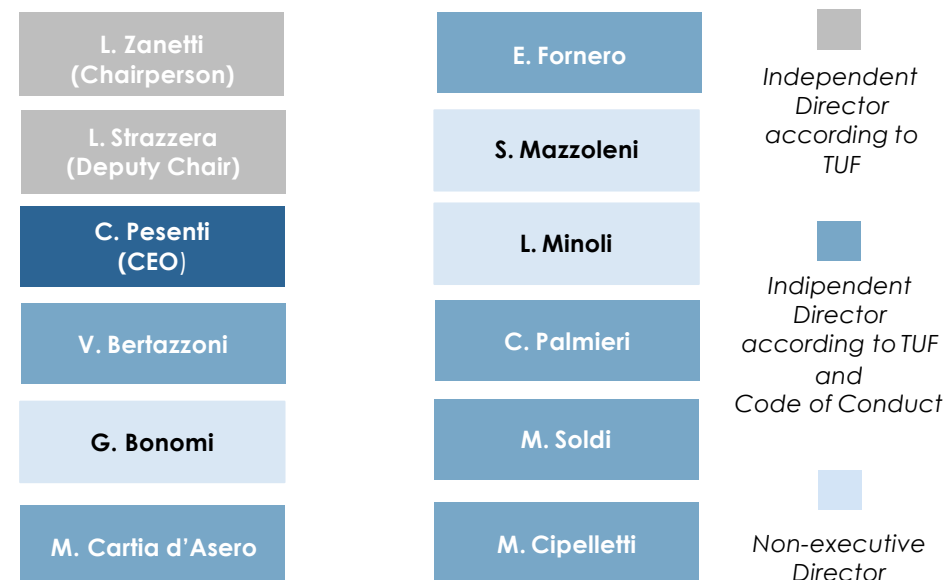 L. Zanetti
(Chairperson)
L. Strazzera
(Deputy Chair)
C. Pesenti
(CEO)
V. Bertazzoni
G. Bonomi
M. Cartia d’Asero
E. Fornero
S. Mazzoleni
L. Minoli
C. Palmieri
M. Soldi
M. Cipelletti
Independent
Director
according to
TUF
Indipendent
Director
according to TUF
and
Code of Conduct
Non-executive
Director